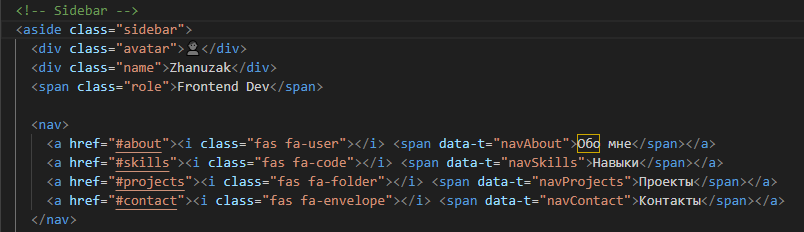 <!-- Sidebar -->
<aside class="sidebar">
<div class="avatar">👤</div>
<div class="name">Zhanuzak</div>
<span class="role">Frontend Dev</span>
<nav>
<a href="#about"><i class="fas fa-user"></i> <span data-t="navAbout">Обо мне</span></a>
<a href="#skills"><i class="fas fa-code"></i> <span data-t="navSkills">Навыки</span></a>
<a href="#projects"><i class="fas fa-folder"></i> <span data-t="navProjects">Проекты</span></a>
<a href="#contact"><i class="fas fa-envelope"></i> <span data-t="navContact">Контакты</span></a>
</nav>